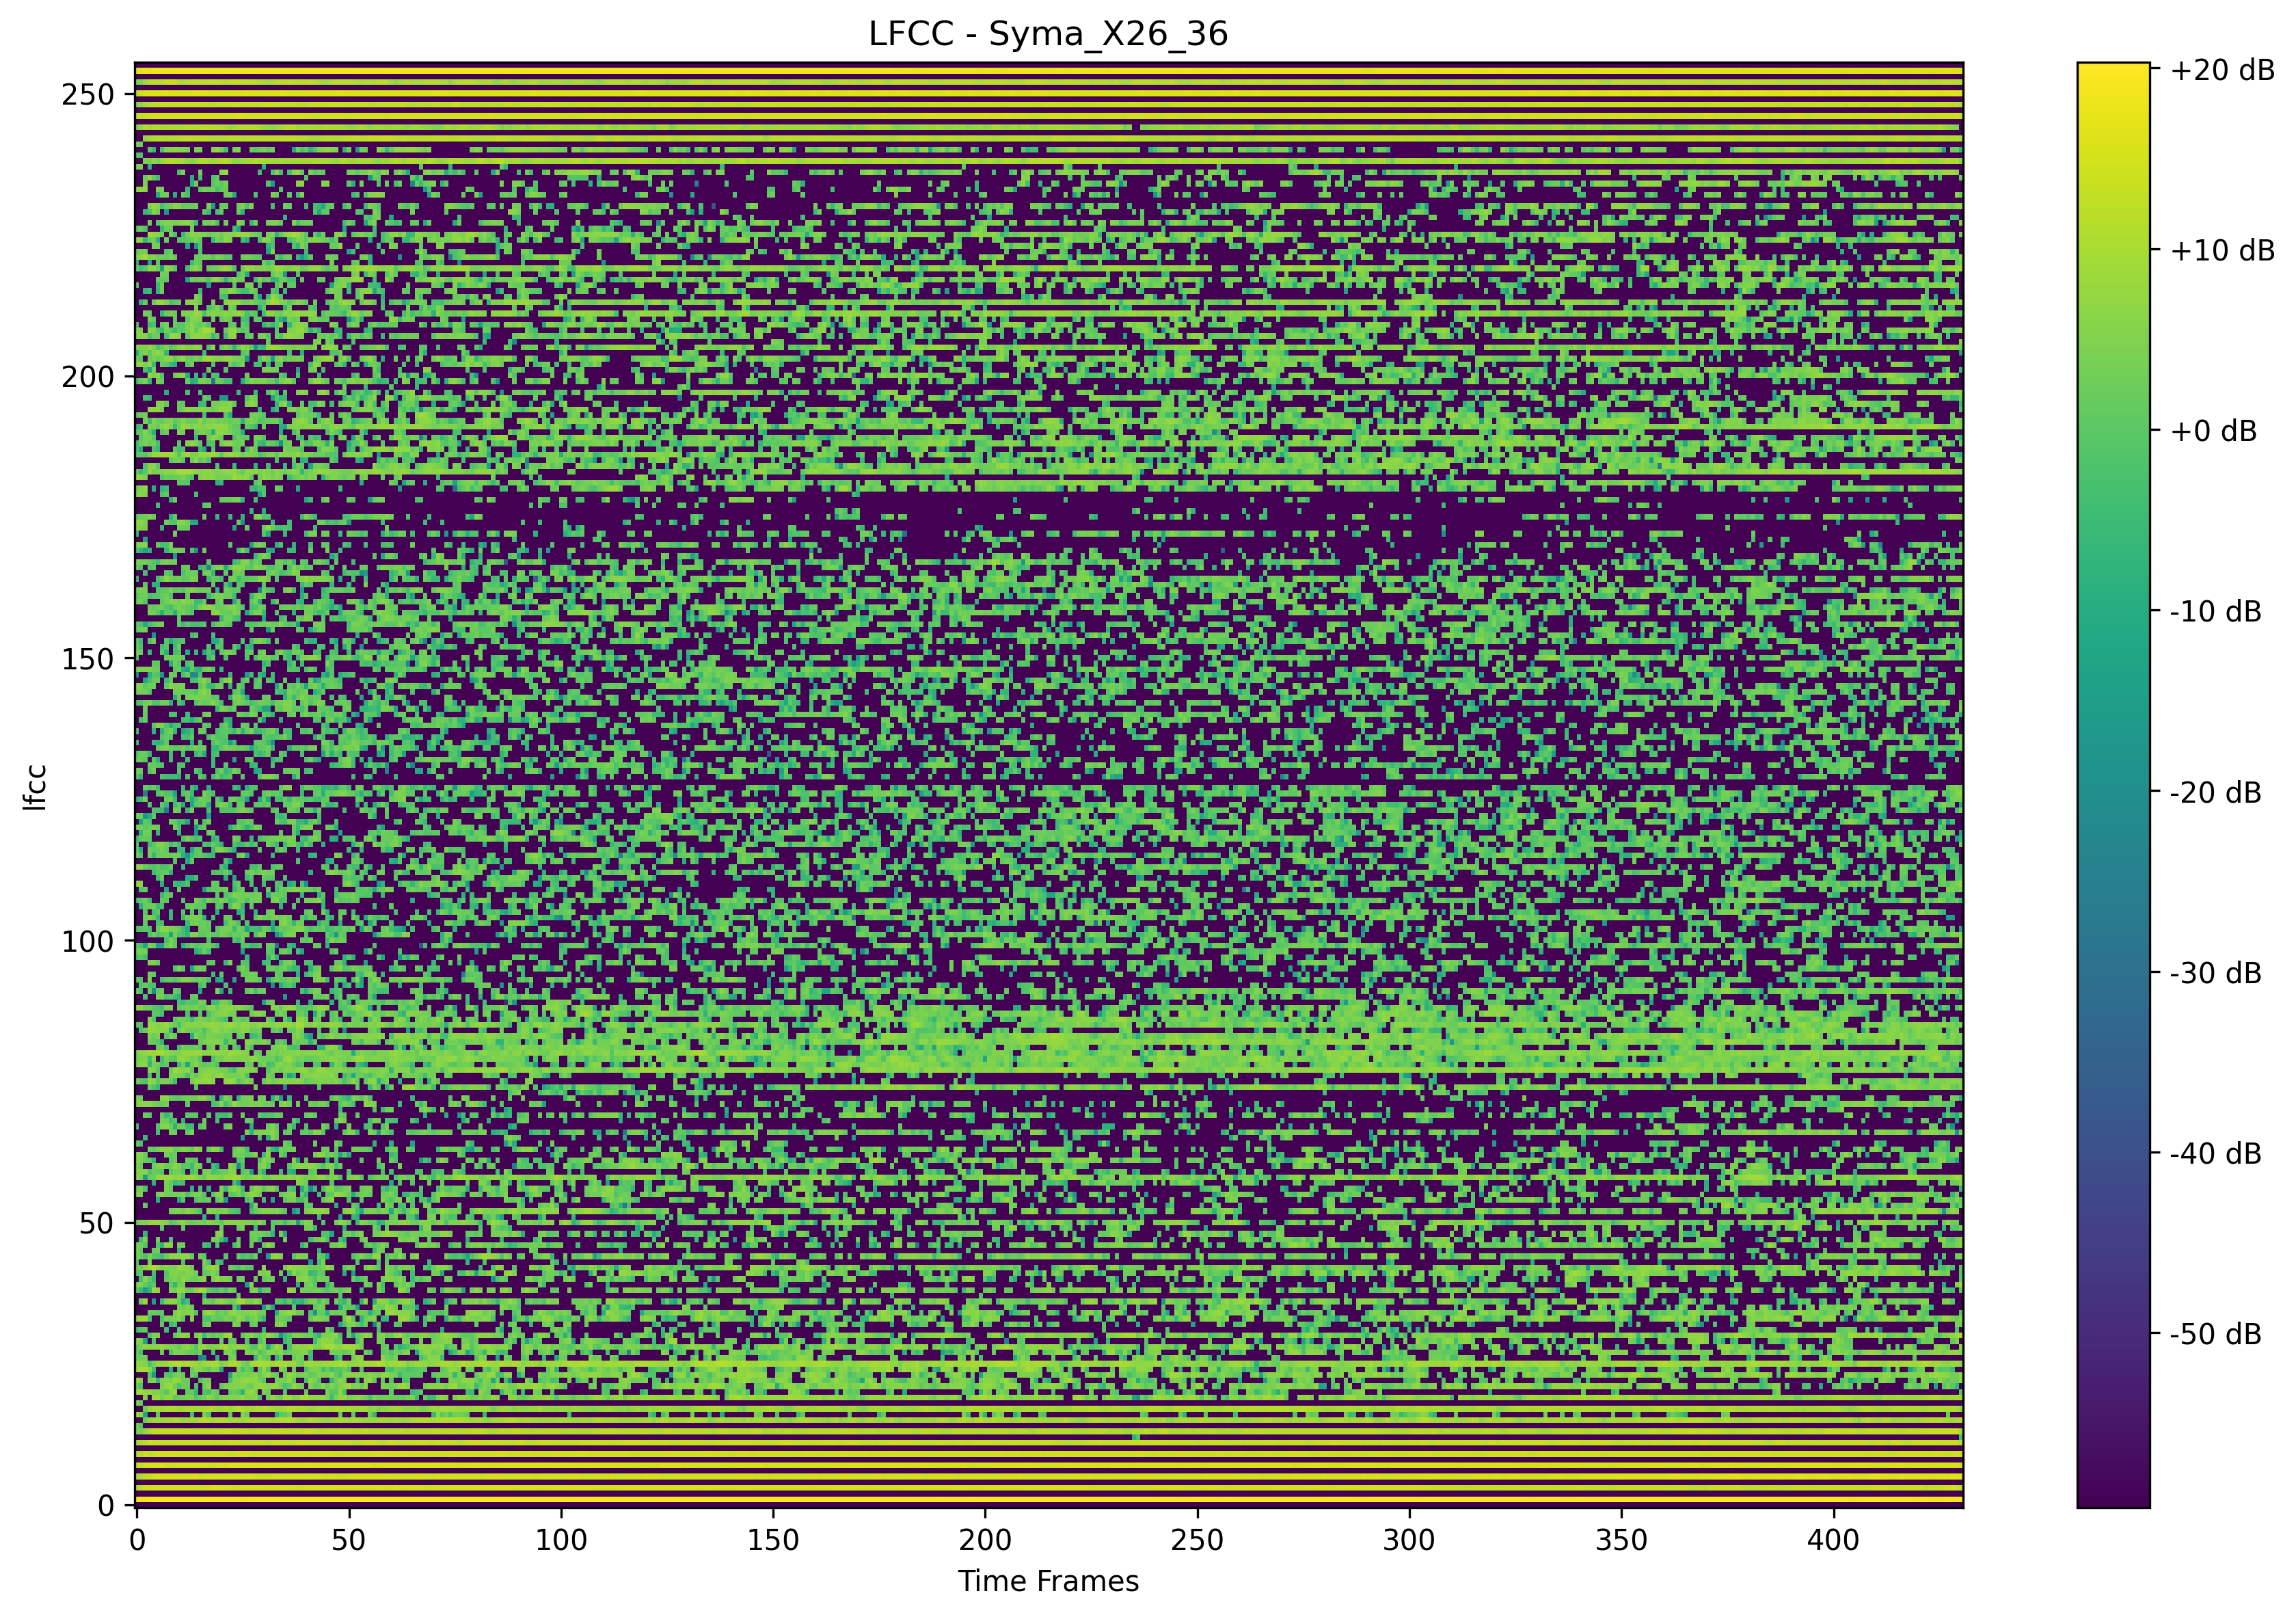 LFCC - Syma_X26_36
250
200
150
100
50
0
lfcc
0 50 100 150 200 250 300 350 400
Time Frames
+20 dB
+10 dB
+0 dB
-10 dB
-20 dB
-30 dB
-40 dB
-50 dB